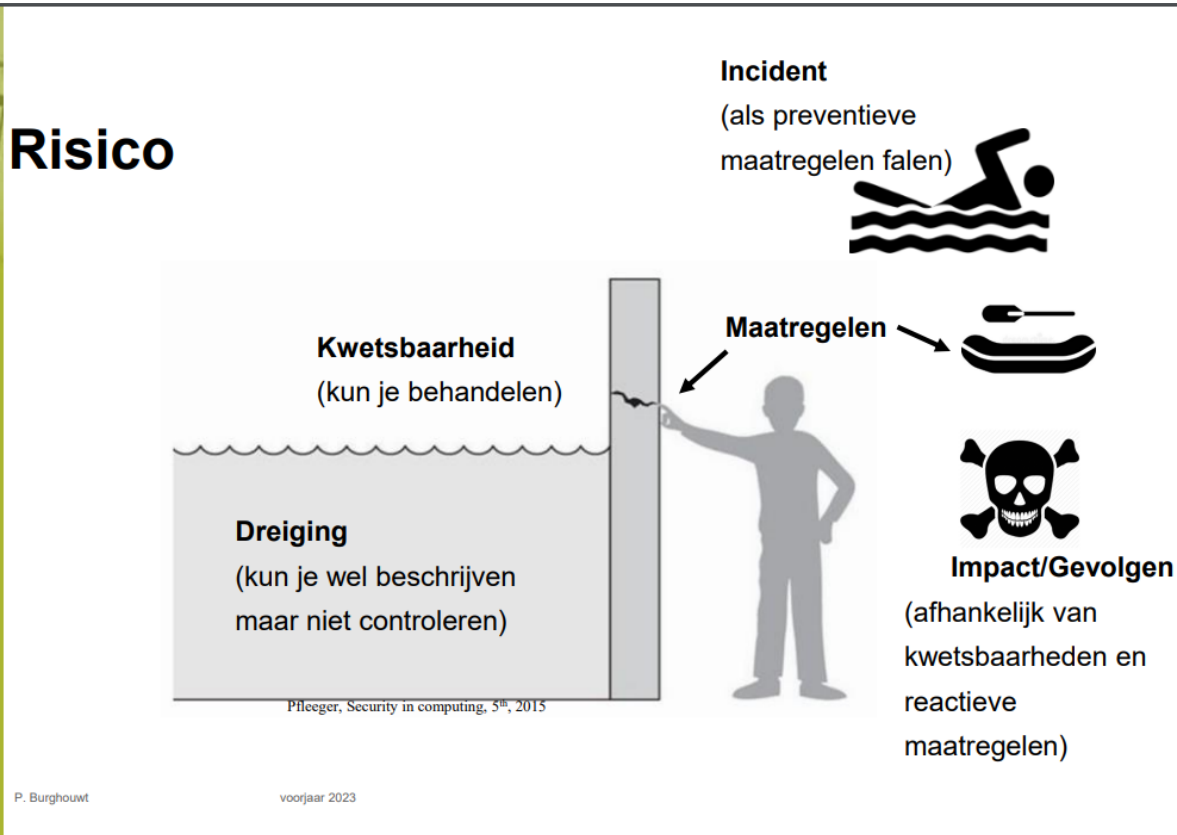 Risico
Incident
(als preventieve
maatregelen falen)
Kwetsbaarheid
(kun je behandelen)
Maatregelen
Dreiging
(kun je wel beschrijven
maar niet controleren)
Impact/Gevolgen
(afhankelijk van
kwetsbaarheden en
reactieve
maatregelen)
Pfleeger, Security in computing, 5th, 2015
P. Burghouwt
voorjaar 2023